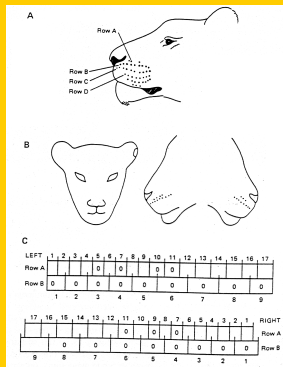 A
Row A
Row B
Row C
Row D
B
C
LEFT 1 2 3 4 5 6 7 8 9 10 11 12 13 14 15 16 17
Row A 0 0 0 0
Row B 0 0 0 0 0 0 0 0 0
1 2 3 4 5 6 7 8 9
17 16 15 14 13 12 11 10 9 8 7 6 5 4 3 2 1 RIGHT
0 0 0 Row A
0 0 0 0 0 0 0 0 Row B
9 8 7 6 5 4 3 2 1